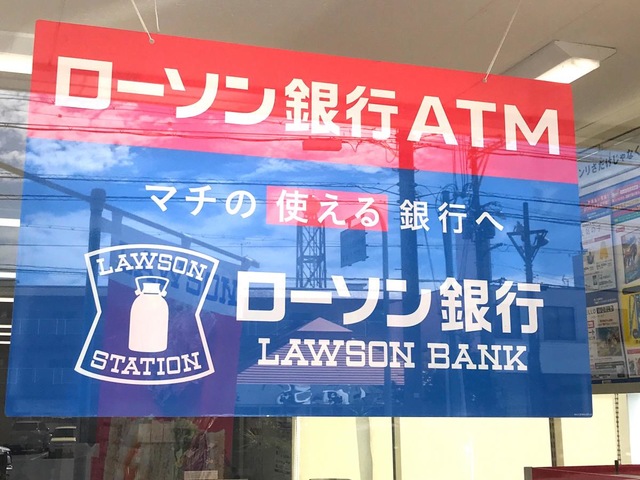 ローソン銀行ATM
マチの 使える 銀行へ
LAWSON
STATION
ローソン銀行
LAWSON BANK